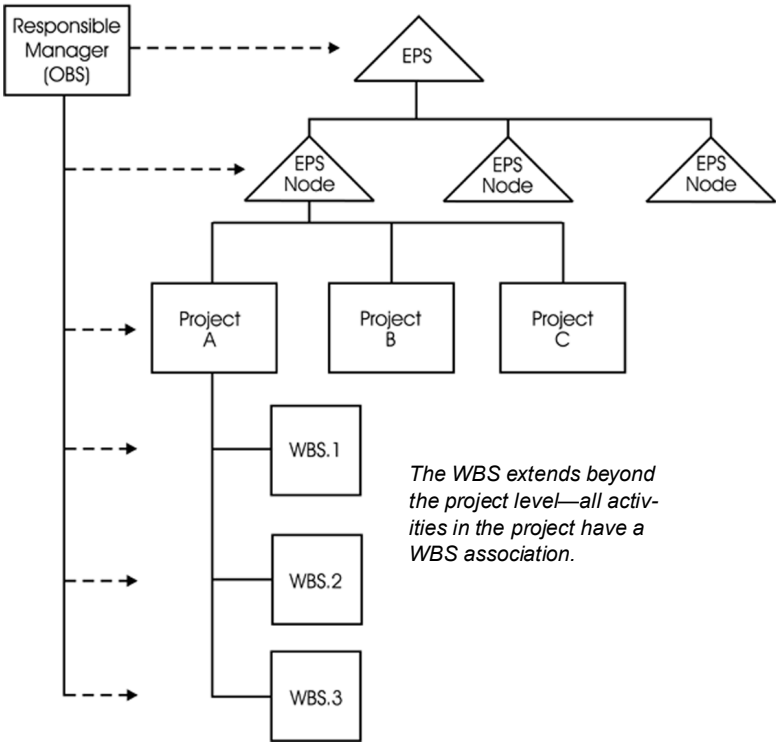 Responsible
Manager
(OBS)
EPS
EPS
Node
EPS
Node
EPS
Node
Project
A
Project
B
Project
C
WBS.1
The WBS extends beyond
the project level—all activ-
ities in the project have a
WBS association.
WBS.2
WBS.3